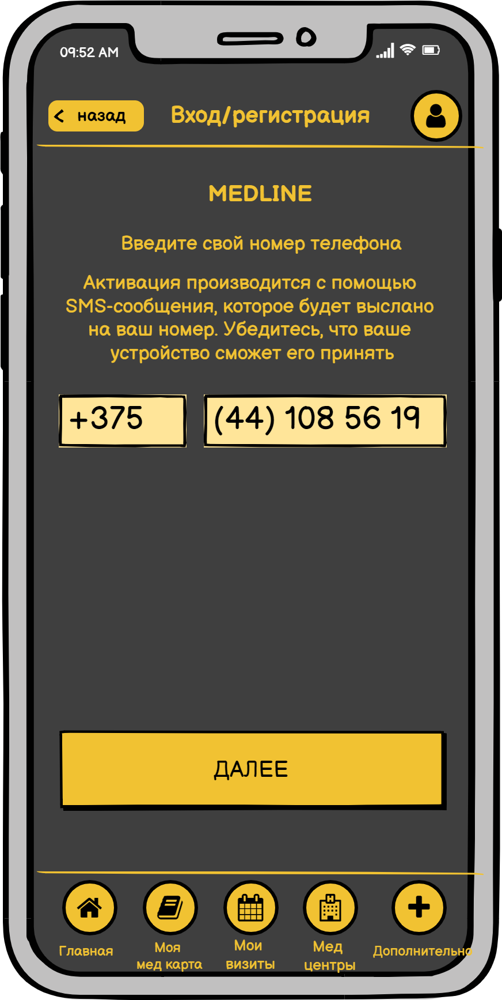 09:52 AM
< назад
Вход/регистрация
MEDLINE
Введите свой номер телефона
Активация производится с помощью
SMS-сообщения, которое будет выслано
на ваш номер. Убедитесь, что ваше
устройство сможет его принять
+375
(44) 108 56 19
ДАЛЕЕ
Главная
Моя
мед карта
Мои
визиты
Мед
центры
Дополнительно